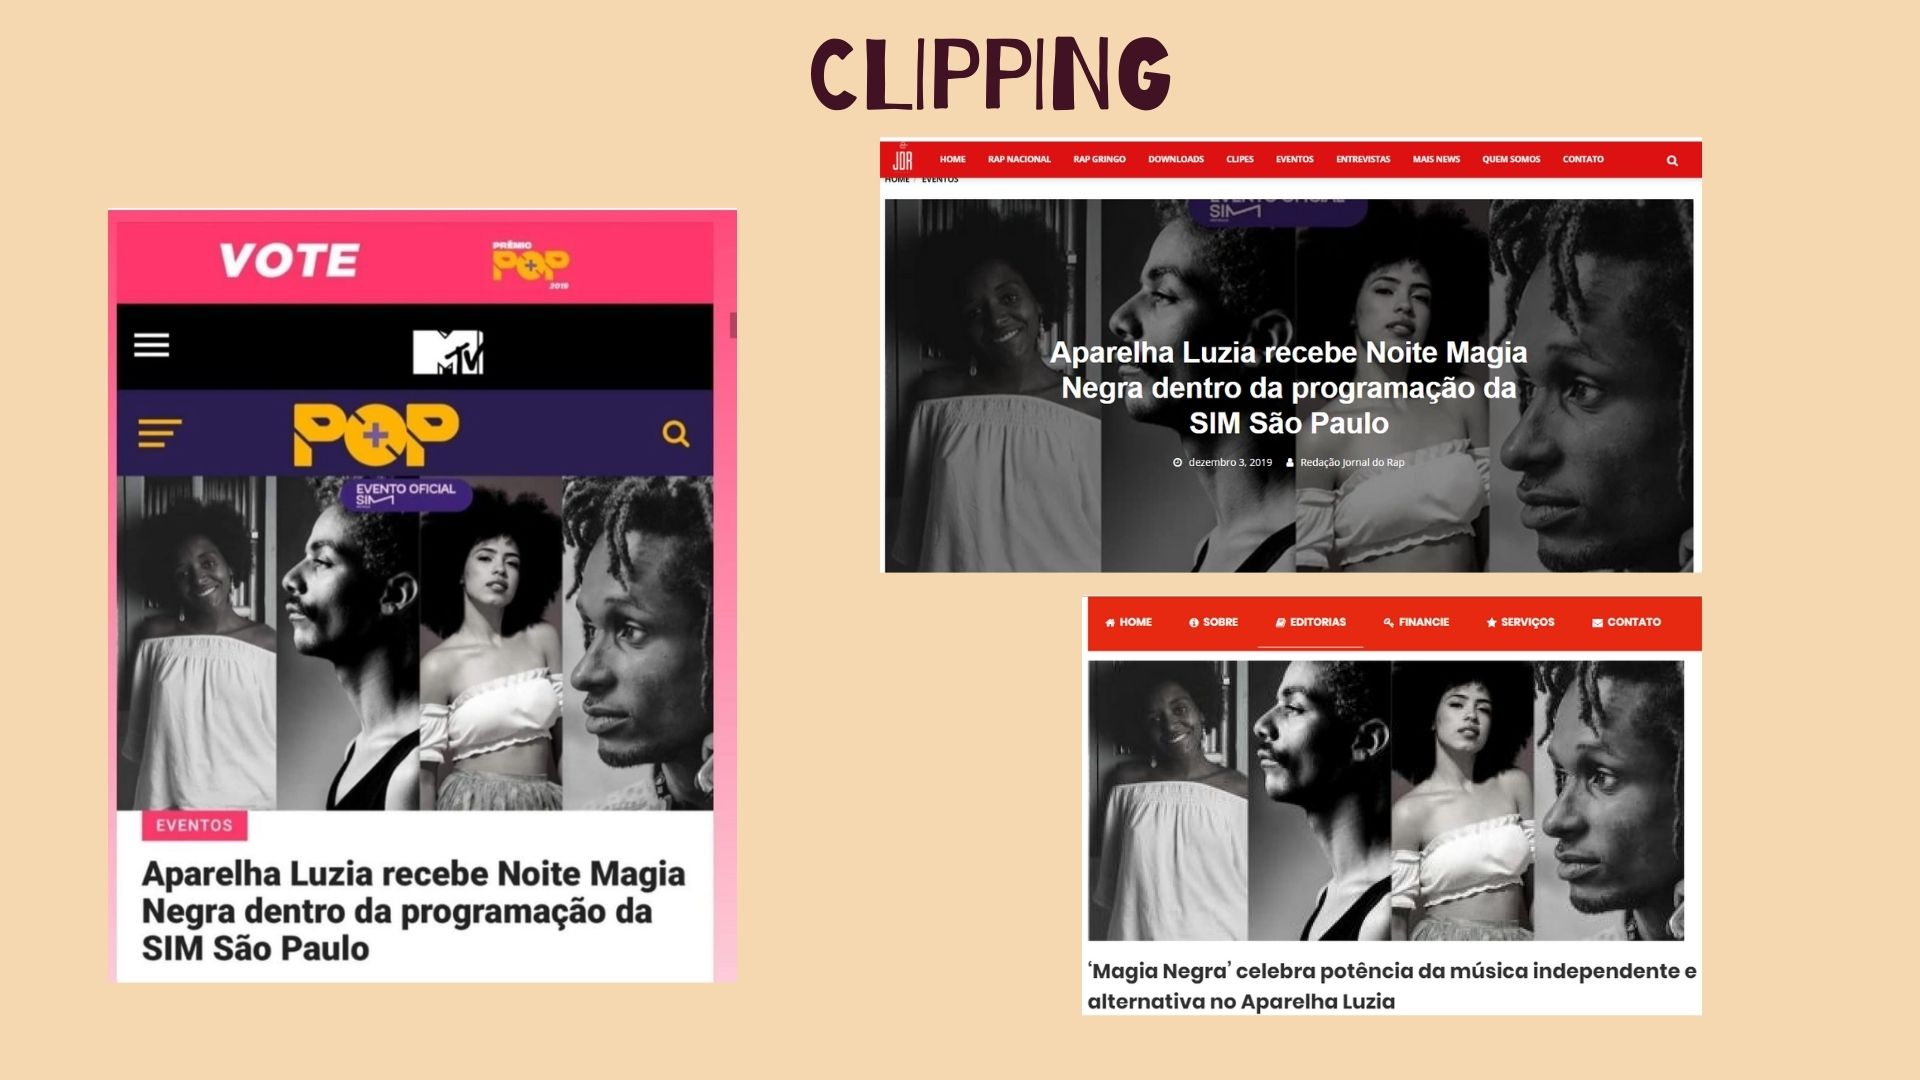 CLIPPING
VOTE
PRÊMIO
POP
2019
MTV
POP
EVENTO OFICIAL
SIM
EVENTOS
Aparelha Luzia recebe Noite Magia
Negra dentro da programação da
SIM São Paulo
JDR
HOME RAP NACIONAL RAP GRINGO DOWNLOADS CLIPES EVENTOS ENTREVISTAS MAIS NEWS QUEM SOMOS CONTATO
HOME / EVENTOS
EVENTO OFICIAL
SIM
Aparelha Luzia recebe Noite Magia
Negra dentro da programação da
SIM São Paulo
dezembro 3, 2019 Redação Jornal do Rap
HOME SOBRE EDITORIAS FINANCIE SERVIÇOS CONTATO
‘Magia Negra’ celebra potência da música independente e
alternativa no Aparelha Luzia